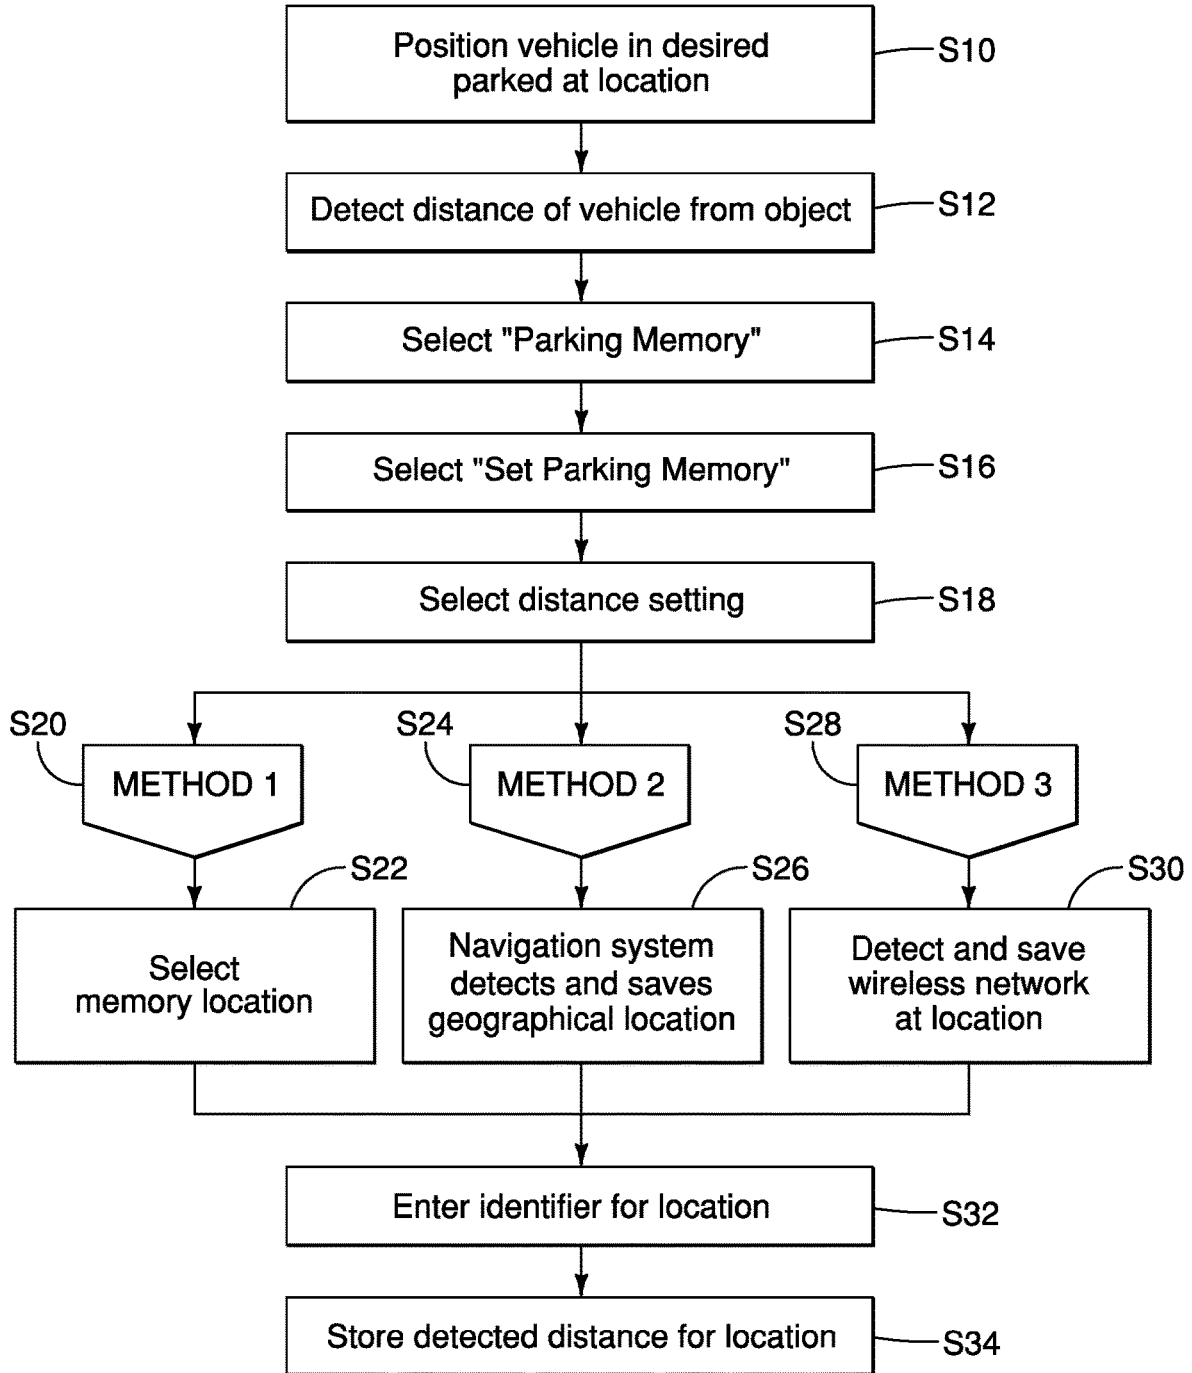 Position vehicle in desired
parked at location
S10
Detect distance of vehicle from object
S12
Select "Parking Memory"
S14
Select "Set Parking Memory"
S16
Select distance setting
S18
S20
METHOD 1
S24
METHOD 2
S28
METHOD 3
S22
Select
memory location
S26
Navigation system
detects and saves
geographical location
S30
Detect and save
wireless network
at location
Enter identifier for location
S32
Store detected distance for location
S34